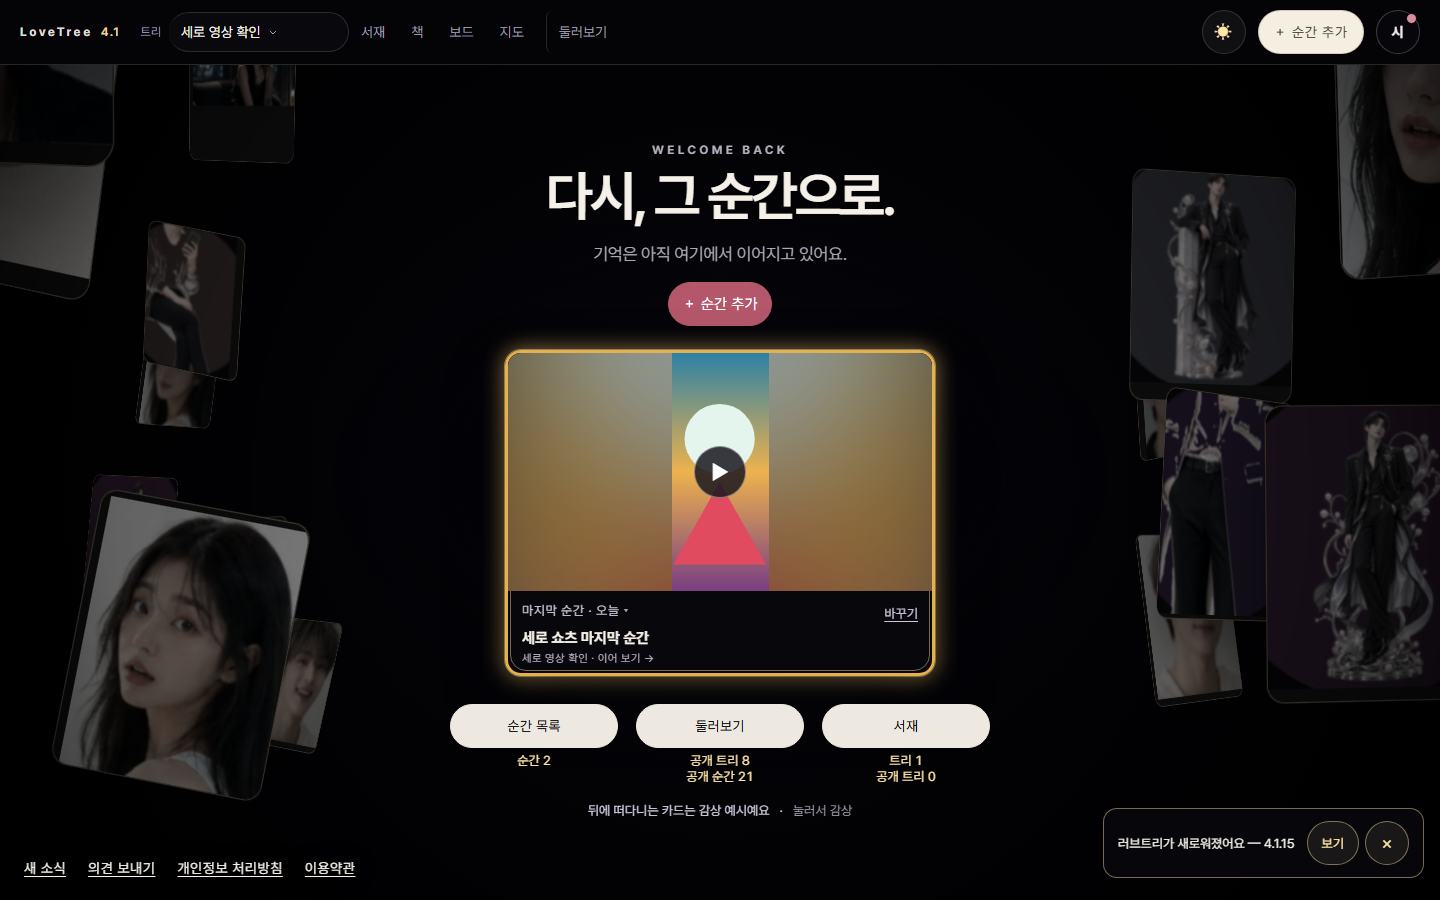 LoveTree 4.1
트리
세로 영상 확인
서재
책
보드
지도
둘러보기
+ 순간 추가
시
WELCOME BACK
다시, 그 순간으로.
기억은 아직 여기에서 이어지고 있어요.
+ 순간 추가
마지막 순간 · 오늘
바꾸기
세로 쇼츠 마지막 순간
세로 영상 확인 · 이어 보기 →
순간 목록
둘러보기
서재
순간 2
공개 트리 8
공개 순간 21
트리 1
공개 트리 0
뒤에 떠다니는 카드는 감상 예시예요 · 눌러서 감상
러브트리가 새로워졌어요 — 4.1.15
보기
×
새 소식
의견 보내기
개인정보 처리방침
이용약관